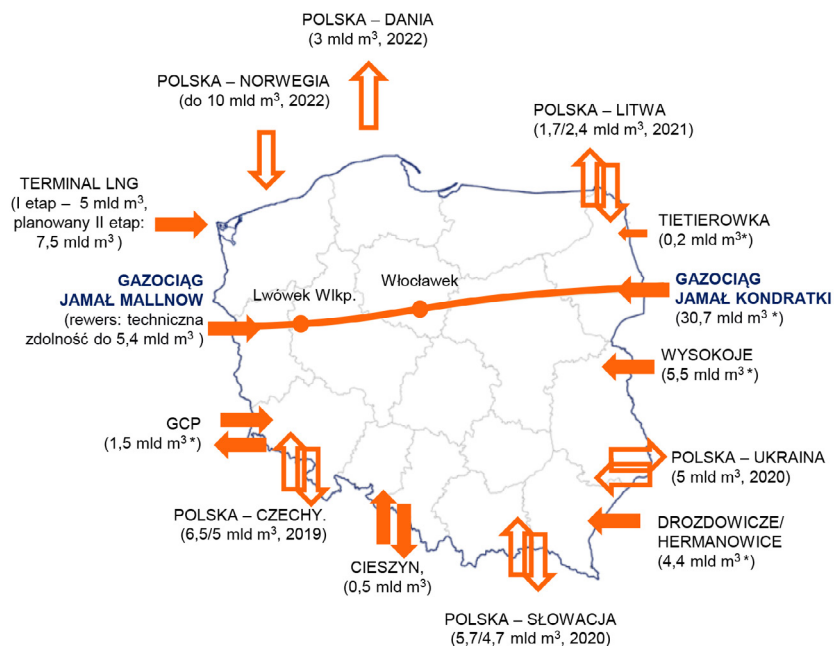 POLSKA – DANIA
(3 mld m³, 2022)
POLSKA – NORWEGIA
(do 10 mld m³, 2022)
POLSKA – LITWA
(1,7/2,4 mld m³, 2021)
TERMINAL LNG
(I etap – 5 mld m³,
planowany II etap:
7,5 mld m³ )
TIETIEROWKA
(0,2 mld m³*)
GAZOCIĄG
JAMAŁ MALLNOW
(rewers: techniczna
zdolność do 5,4 mld m³ )
Lwówek Wlkp.
Włocławek
GAZOCIĄG
JAMAŁ KONDRATKI
(30,7 mld m³ *)
WYSOKOJE
(5,5 mld m³ *)
GCP
(1,5 mld m³ *)
POLSKA – UKRAINA
(5 mld m³, 2020)
POLSKA – CZECHY.
(6,5/5 mld m³, 2019)
CIESZYN,
(0,5 mld m³)
DROZDOWICZE/
HERMANOWICE
(4,4 mld m³ *)
POLSKA – SŁOWACJA
(5,7/4,7 mld m³, 2020)